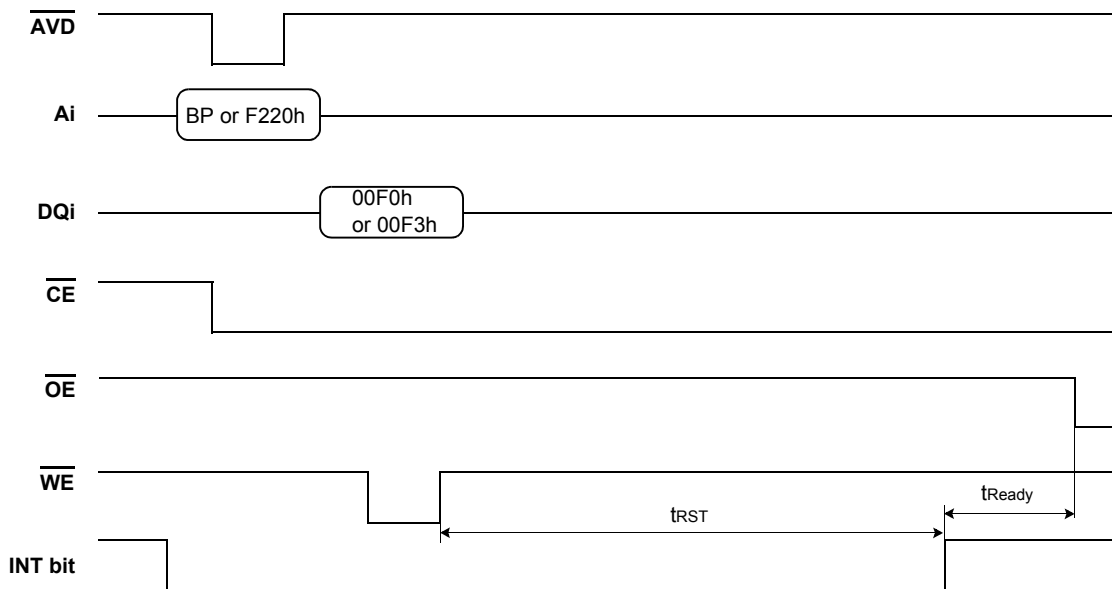 AVD
Ai
BP or F220h
DQi
00F0h
or 00F3h
CE
OE
WE
tRST
tReady
INT bit